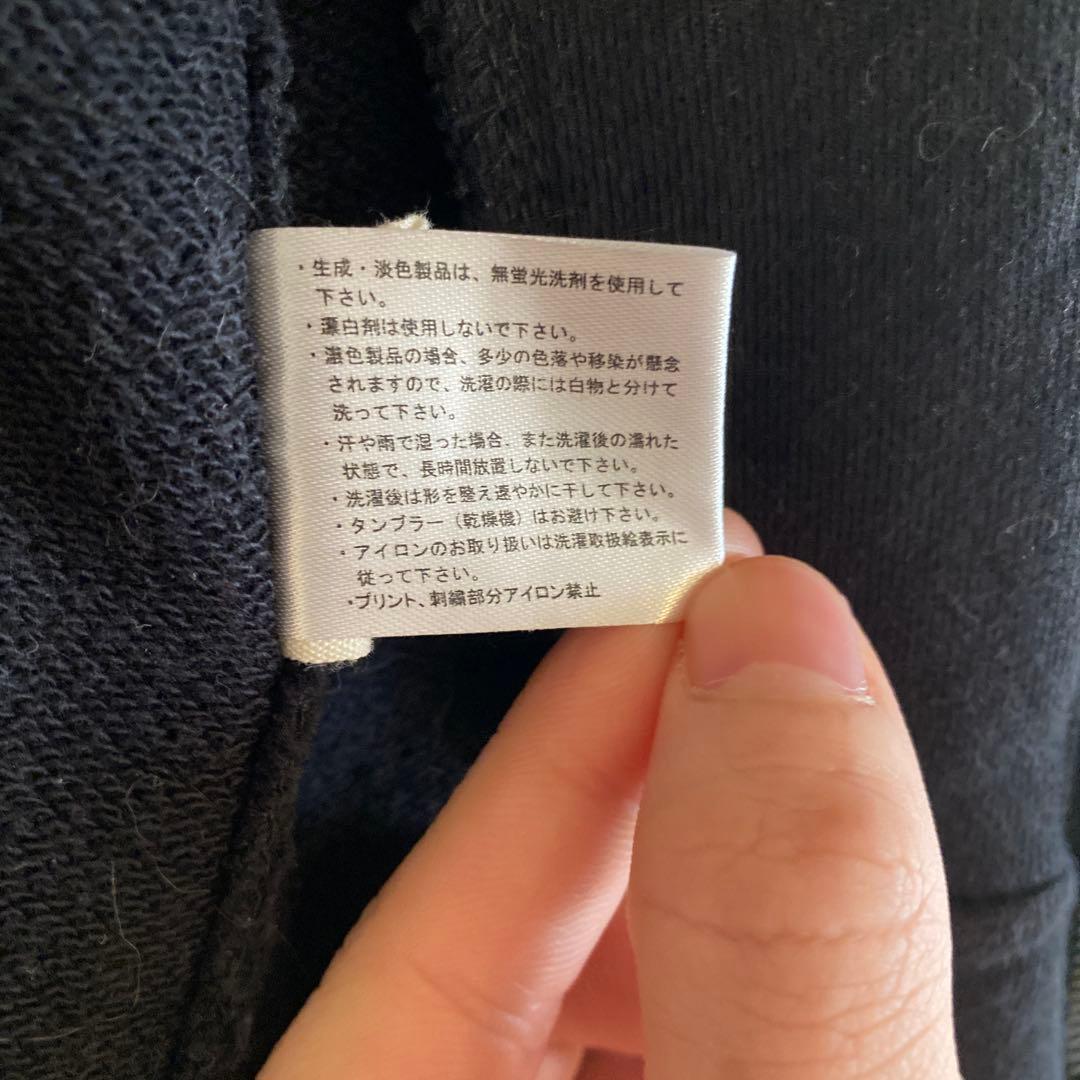 ・生成・淡色製品は、無蛍光洗剤を使用して
下さい。
・漂白剤は使用しないで下さい。
・濃色製品の場合、多少の色落や移染が懸念
されますので、洗濯の際には白物と分けて
洗って下さい。
・汗や雨で湿った場合、また洗濯後の濡れた
状態で、長時間放置しないで下さい。
・洗濯後は形を整え速やかに干して下さい。
・タンブラー（乾燥機）はお避け下さい。
・アイロンのお取り扱いは洗濯取扱絵表示に
従って下さい。
・プリント、刺繍部分アイロン禁止